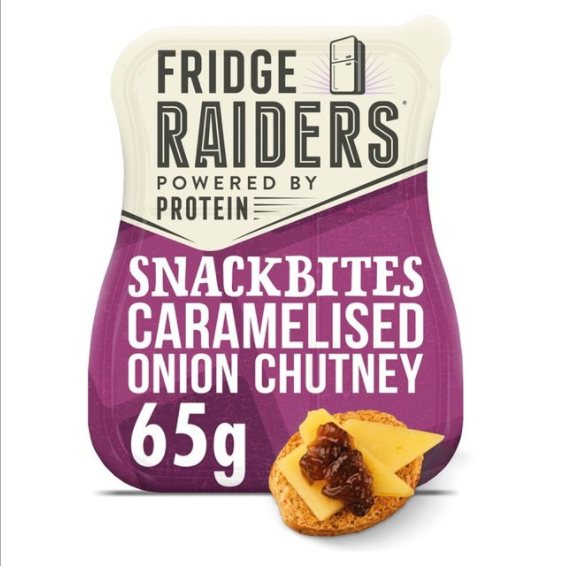 FRIDGE
RAIDERS
POWERED BY
PROTEIN
SNACKBITES
CARAMELISED
ONION CHUTNEY
65g